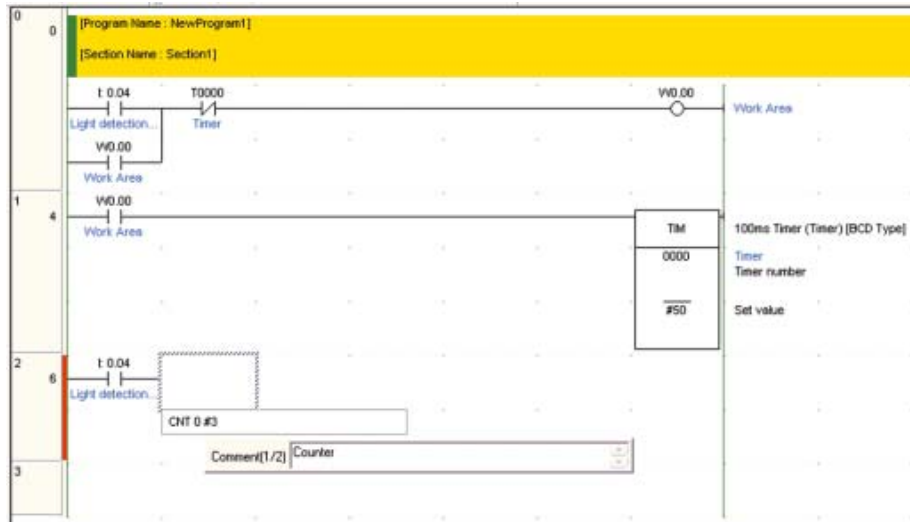 0
0
[Program Name : NewProgram1]
[Section Name : Section1]
I: 0.04
T0000
W0.00
Light detection...
Timer
Work Area
W0.00
Work Area
1
4
W0.00
Work Area
TIM
100ms Timer (Timer) [BCD Type]
0000
Timer
Timer number
#50
Set value
2
6
I: 0.04
Light detection...
CNT 0 #3
Comment(1/2)
Counter
3